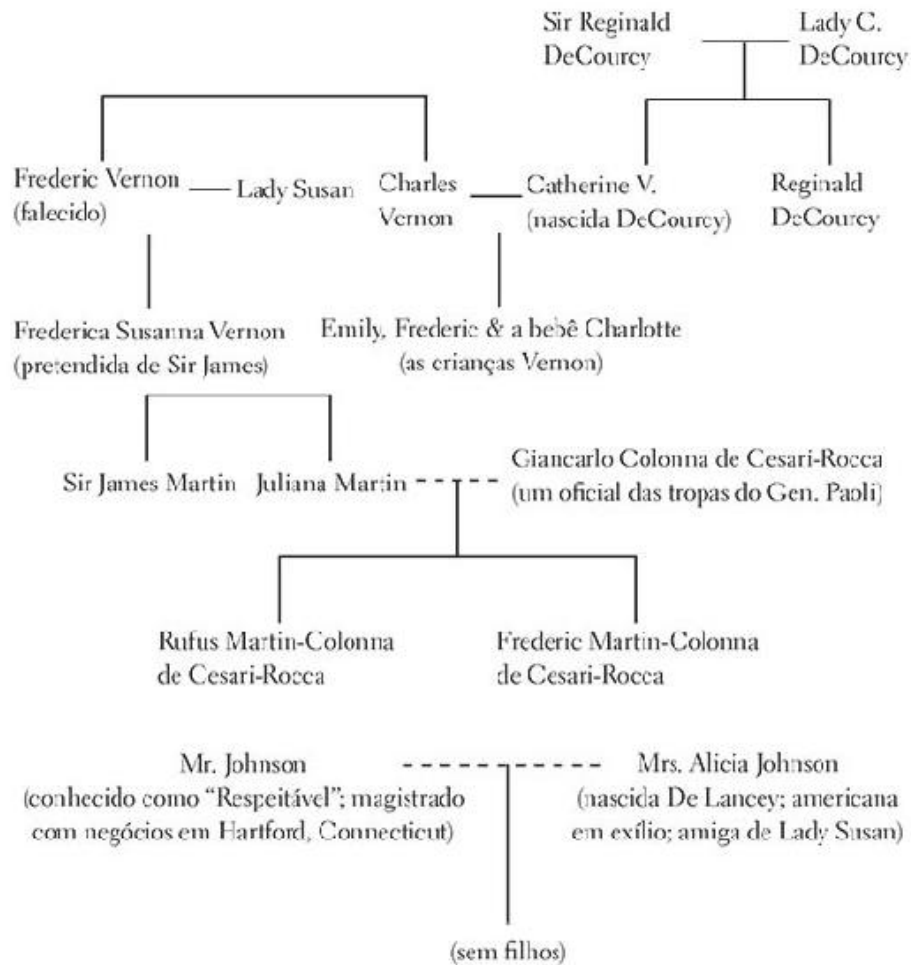 Sir Reginald
DeCourcy
Lady C.
DeCourcy
Frederic Vernon
(falecido)
Lady Susan
Charles
Vernon
Catherine V.
(nascida DeCourcy)
Reginald
DeCourcy
Frederica Susanna Vernon
(pretendida de Sir James)
Emily, Frederic & a bebê Charlotte
(as crianças Vernon)
Sir James Martin
Juliana Martin
Giancarlo Colonna de Cesari-Rocca
(um oficial das tropas do Gen. Paoli)
Rufus Martin-Colonna
de Cesari-Rocca
Frederic Martin-Colonna
de Cesari-Rocca
Mr. Johnson
(conhecido como “Respeitável”; magistrado
com negócios em Hartford, Connecticut)
Mrs. Alicia Johnson
(nascida De Lancey; americana
em exílio; amiga de Lady Susan)
(sem filhos)